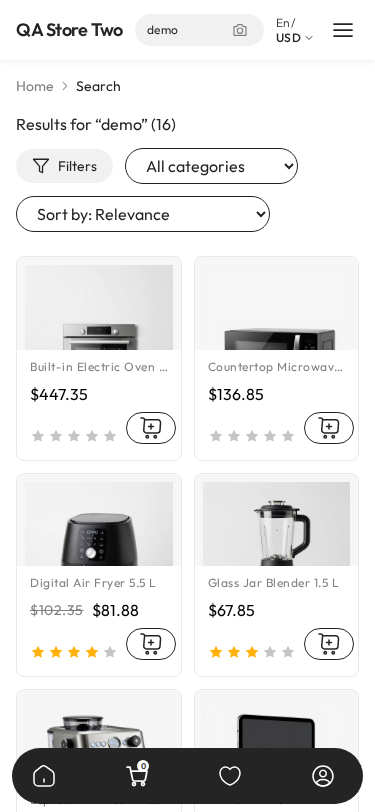 QA Store Two
demo
En/
USD
Home > Search
Results for “demo” (16)
Filters
All categories
Sort by: Relevance
Built-in Electric Oven ...
Countertop Microwav...
$447.35
$136.85
Digital Air Fryer 5.5 L
Glass Jar Blender 1.5 L
$102.35 $81.88
$67.85
0